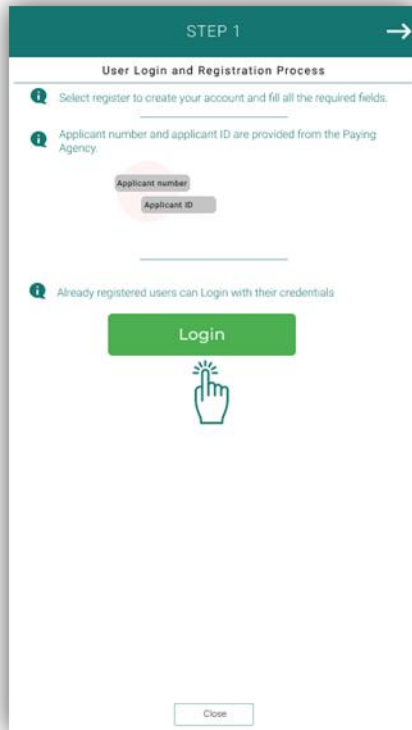 STEP 1
User Login and Registration Process
Select register to create your account and fill all the required fields.
Applicant number and applicant ID are provided from the Paying
Agency.
Applicant number
Applicant ID
Already registered users can Login with their credentials
Login
Close